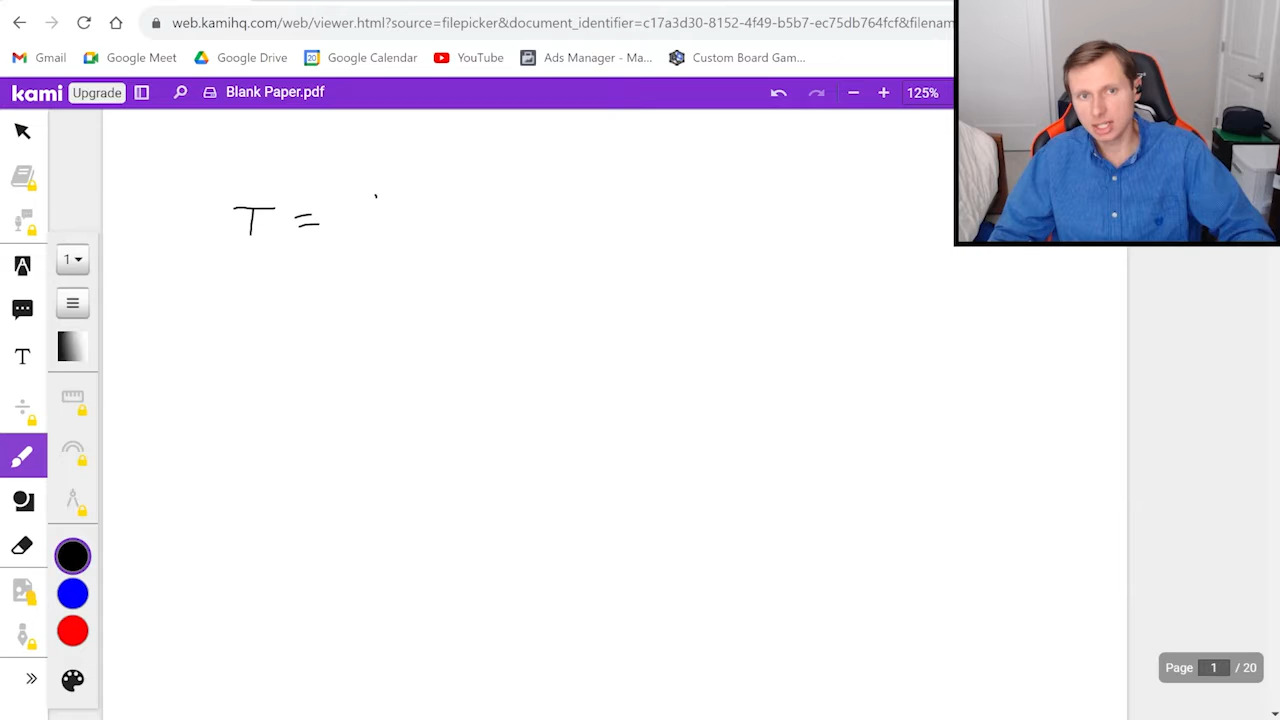 web.kamihq.com/web/viewer.html?source=filepicker&document_identifier=c17a3d30-8152-4f49-b5b7-ec75db764fcf&filenam
Gmail Google Meet Google Drive 20 Google Calendar YouTube Ads Manager - Ma... Custom Board Gam...
kami Upgrade Blank Paper.pdf 125%
T =
1
T
Page 1 / 20